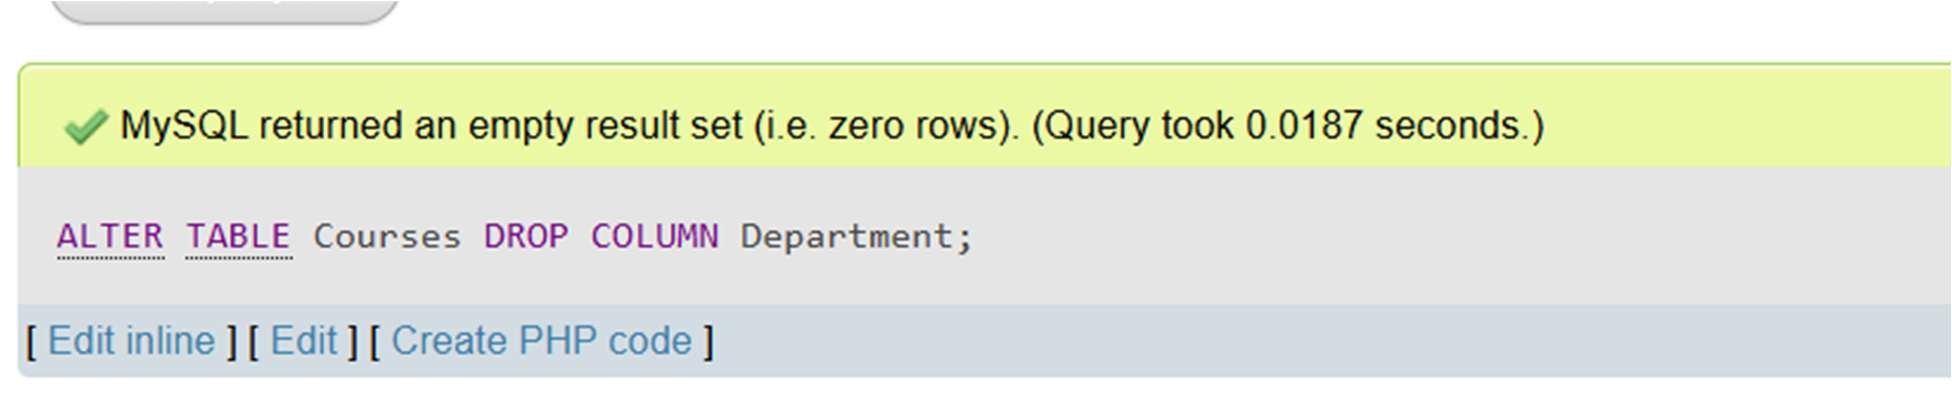 MySQL returned an empty result set (i.e. zero rows). (Query took 0.0187 seconds.)
ALTER TABLE Courses DROP COLUMN Department;
[ Edit inline ] [ Edit ] [ Create PHP code ]